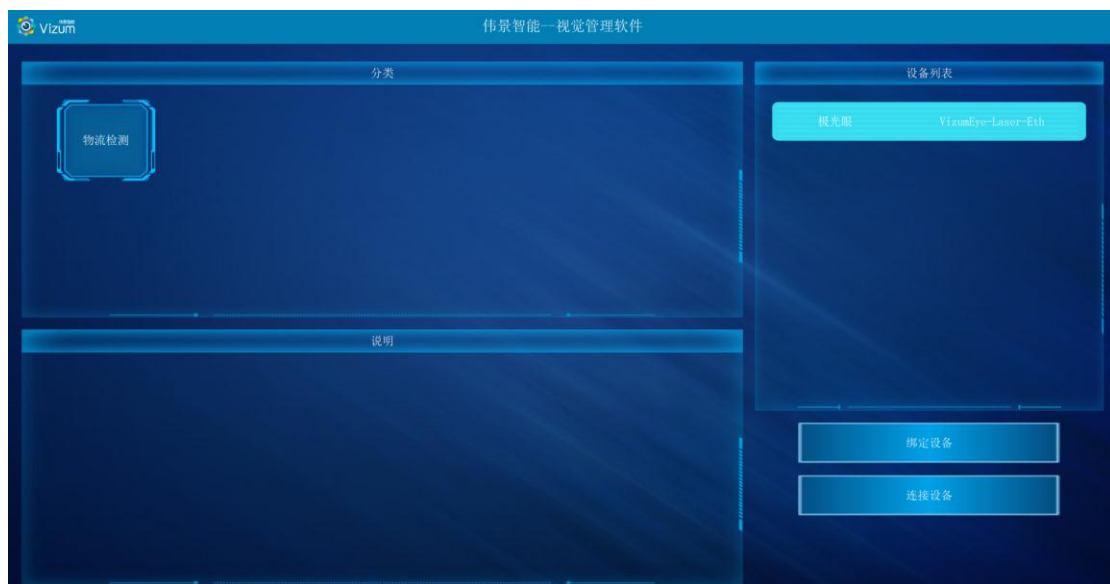 Vizum
伟景智能--视觉管理软件
分类
物流检测
说明
设备列表
极光眼 VizumEye-Laser-Eth
绑定设备
连接设备